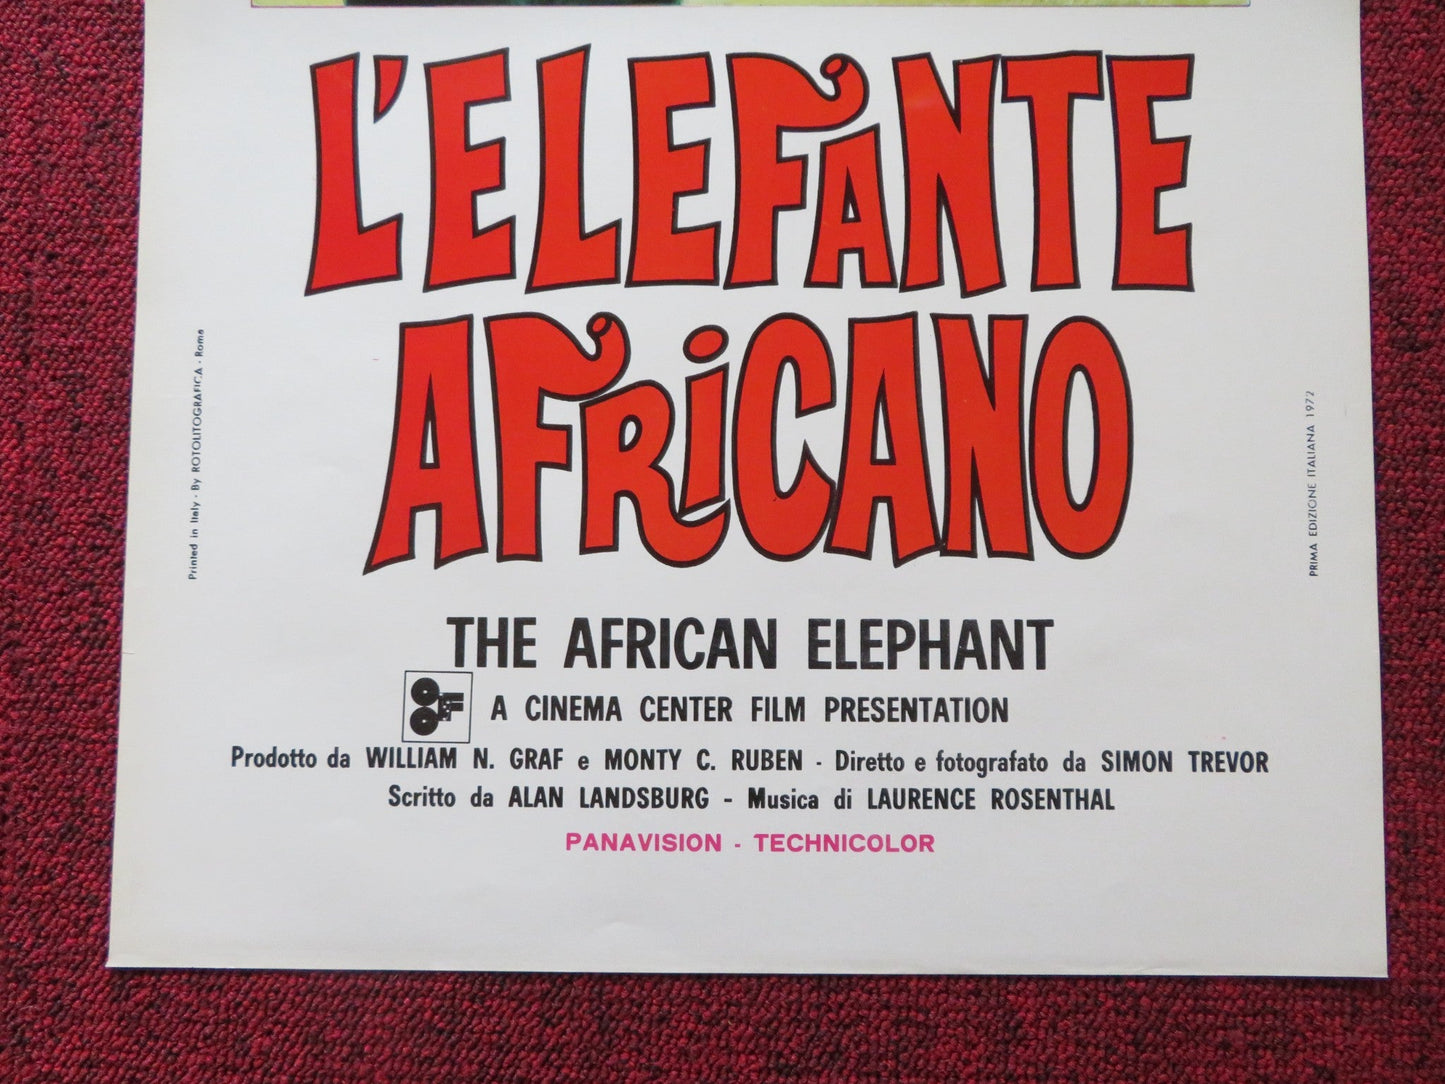 L'ELEFANTE
AFRICANO
THE AFRICAN ELEPHANT
A CINEMA CENTER FILM PRESENTATION
Prodotto da WILLIAM N. GRAF e MONTY C. RUBEN - Diretto e fotografato da SIMON TREVOR
Scritto da ALAN LANDSBURG - Musica di LAURENCE ROSENTHAL
PANAVISION - TECHNICOLOR
Printed in Italy - By ROTOLITOGRAFICA - Roma
PRIMA EDIZIONE ITALIANA 1972